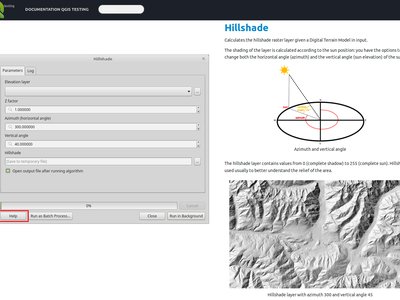 DOCUMENTATION QGIS TESTING
Hillshade
Parameters
Log
Elevation layer
Z factor
1.000000
Azimuth (horizontal angle)
300.000000
Vertical angle
40.000000
Hillshade
[Save to temporary file]
Open output file after running algorithm
0%
Cancel
Help
Run as Batch Process...
Close
Run in Background
Hillshade
Calculates the Hillshade raster layer given a Digital Terrain Model in input.
The shading of the layer is calculated according to the sun position: you have the options to
change both the horizontal angle (azimuth) and the vertical angle (sun elevation) of the su
Azimuth and vertical angle
The hillshade layer contains values from 0 (complete shadow) to 255 (complete sun). Hillsh
used usually to better understand the relief of the area.
Hillshade layer with azimuth 300 and vertical angle 45